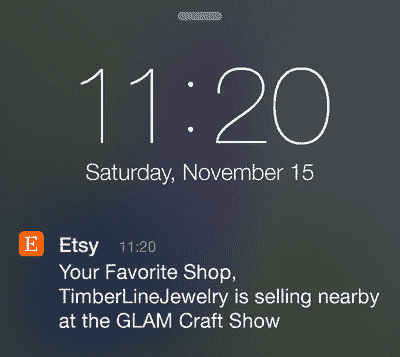 11:20
Saturday, November 15
E
Etsy 11:20
Your Favorite Shop,
TimberLineJewelry is selling nearby
at the GLAM Craft Show